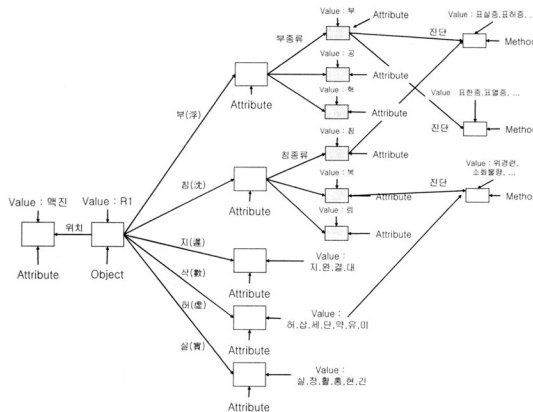 Value : 부
Attribute
부종류
진단
Value : 표실증, 표허증, ...
Method
Value : 공
Attribute
Value : 혁
Attribute
Attribute
부(浮)
Value : 표한증, 표열증, ...
진단
Method
Value : 침
침종류
Attribute
침(沈)
Value : 복
진단
Value : 위경련,
소화불량, ...
Attribute
Method
Attribute
Value : 뢰
Attribute
Value : 맥진
Value : R1
위치
Attribute
Object
지(遲)
Value :
지,완,결,대
Attribute
삭(數)
Value :
허,삽,세,단,약,유,미
허(虛)
Attribute
실(實)
Value :
실,장,활,홍,현,긴
Attribute